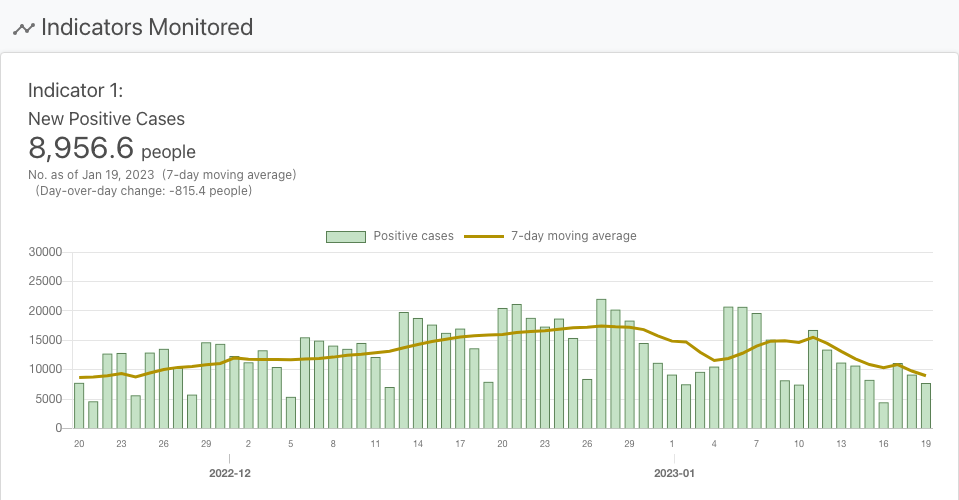 Indicators Monitored
Indicator 1:
New Positive Cases
8,956.6 people
No. as of Jan 19, 2023 (7-day moving average)
(Day-over-day change: -815.4 people)
Positive cases 7-day moving average
30000
25000
20000
15000
10000
5000
0
20 23 26 29 2 5 8 11 14 17 20 23 26 29 1 4 7 10 13 16 19
2022-12 2023-01